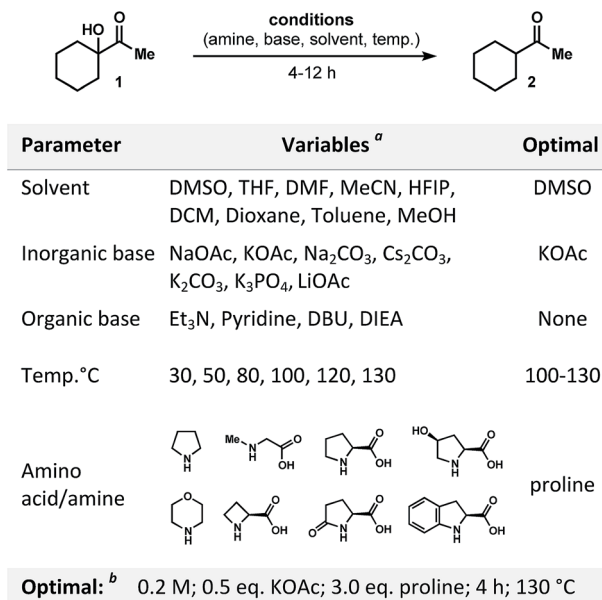 HO
O
Me
1
conditions
(amine, base, solvent, temp.)
4-12 h
O
Me
2
Parameter Variables a Optimal
Solvent DMSO, THF, DMF, MeCN, HFIP, DMSO
DCM, Dioxane, Toluene, MeOH
Inorganic base NaOAc, KOAc, Na2CO3, Cs2CO3, KOAc
K2CO3, K3PO4, LiOAc
Organic base Et3N, Pyridine, DBU, DIEA None
Temp.°C 30, 50, 80, 100, 120, 130 100-130
Amino
acid/amine
N
H
Me N
H
O
OH
N
H
O
OH
HO
N
H
O
OH
O
N
H
N
H
O
OH
O
N
H
O
OH
N
H
O
OH
proline
Optimal: b 0.2 M; 0.5 eq. KOAc; 3.0 eq. proline; 4 h; 130 °C